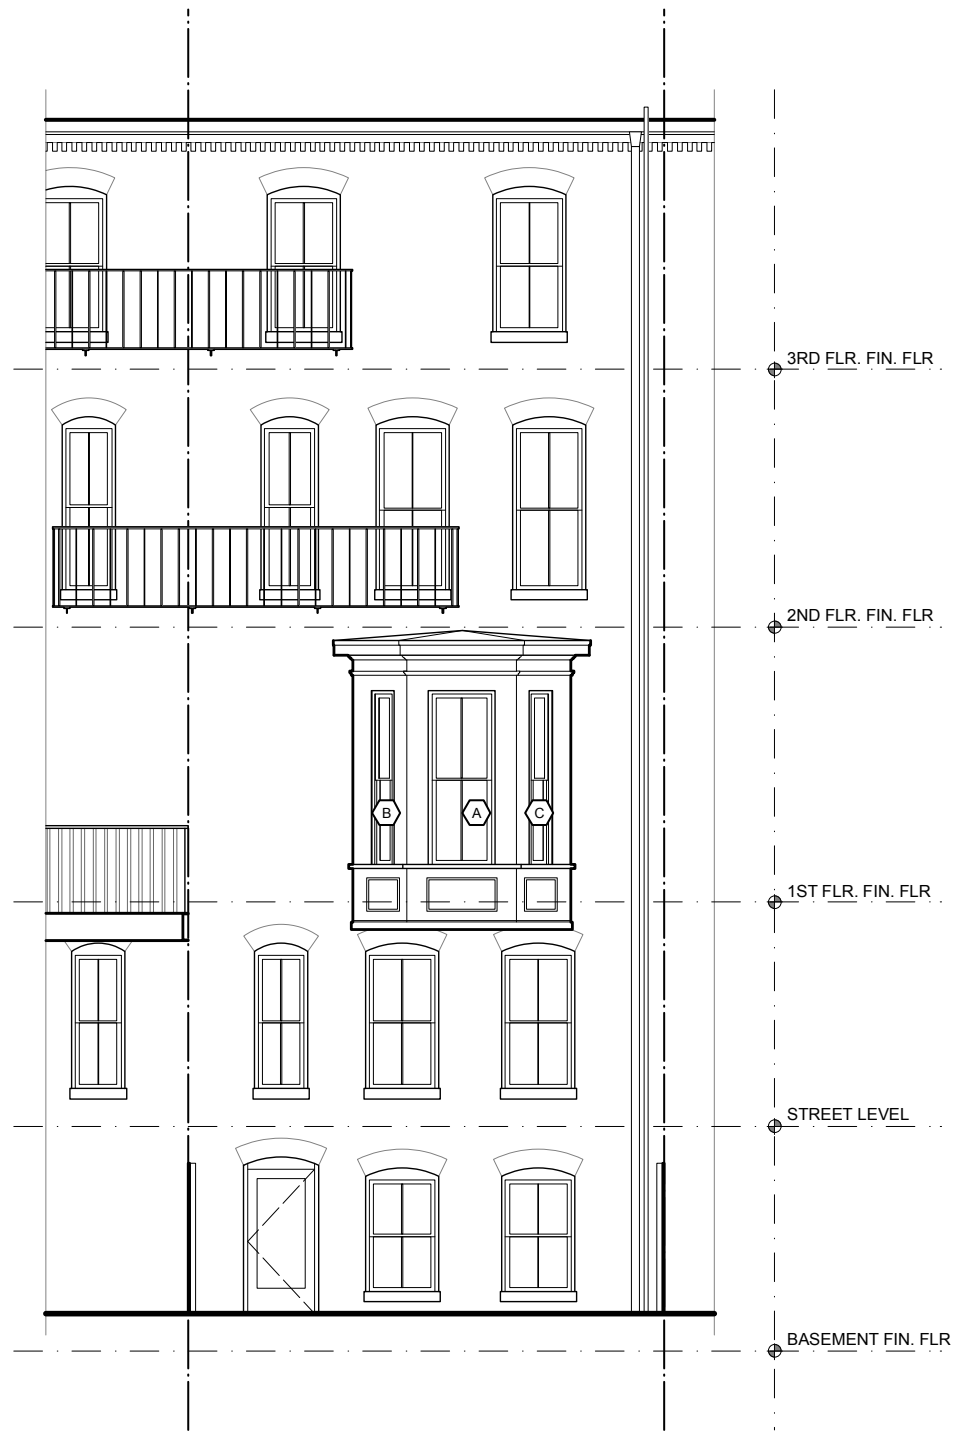 3RD FLR. FIN. FLR
2ND FLR. FIN. FLR
B
A
C
1ST FLR. FIN. FLR
STREET LEVEL
BASEMENT FIN. FLR